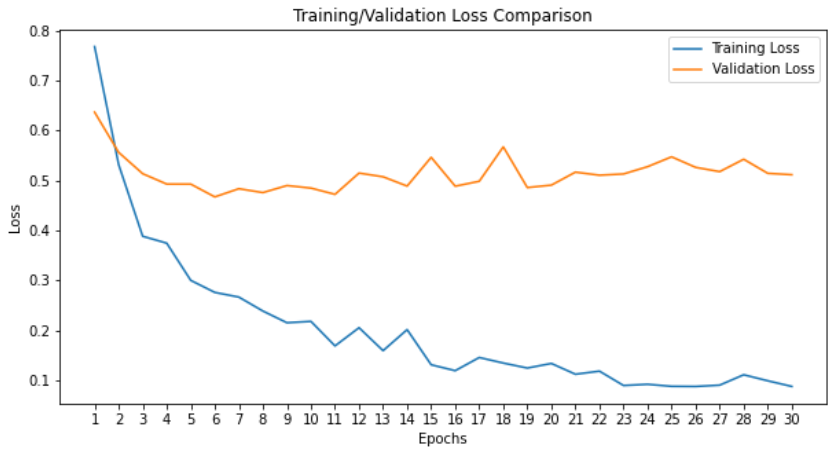 Training/Validation Loss Comparison
Training Loss
Validation Loss
0.8
0.7
0.6
0.5
0.4
0.3
0.2
0.1
Loss
1 2 3 4 5 6 7 8 9 10 11 12 13 14 15 16 17 18 19 20 21 22 23 24 25 26 27 28 29 30
Epochs